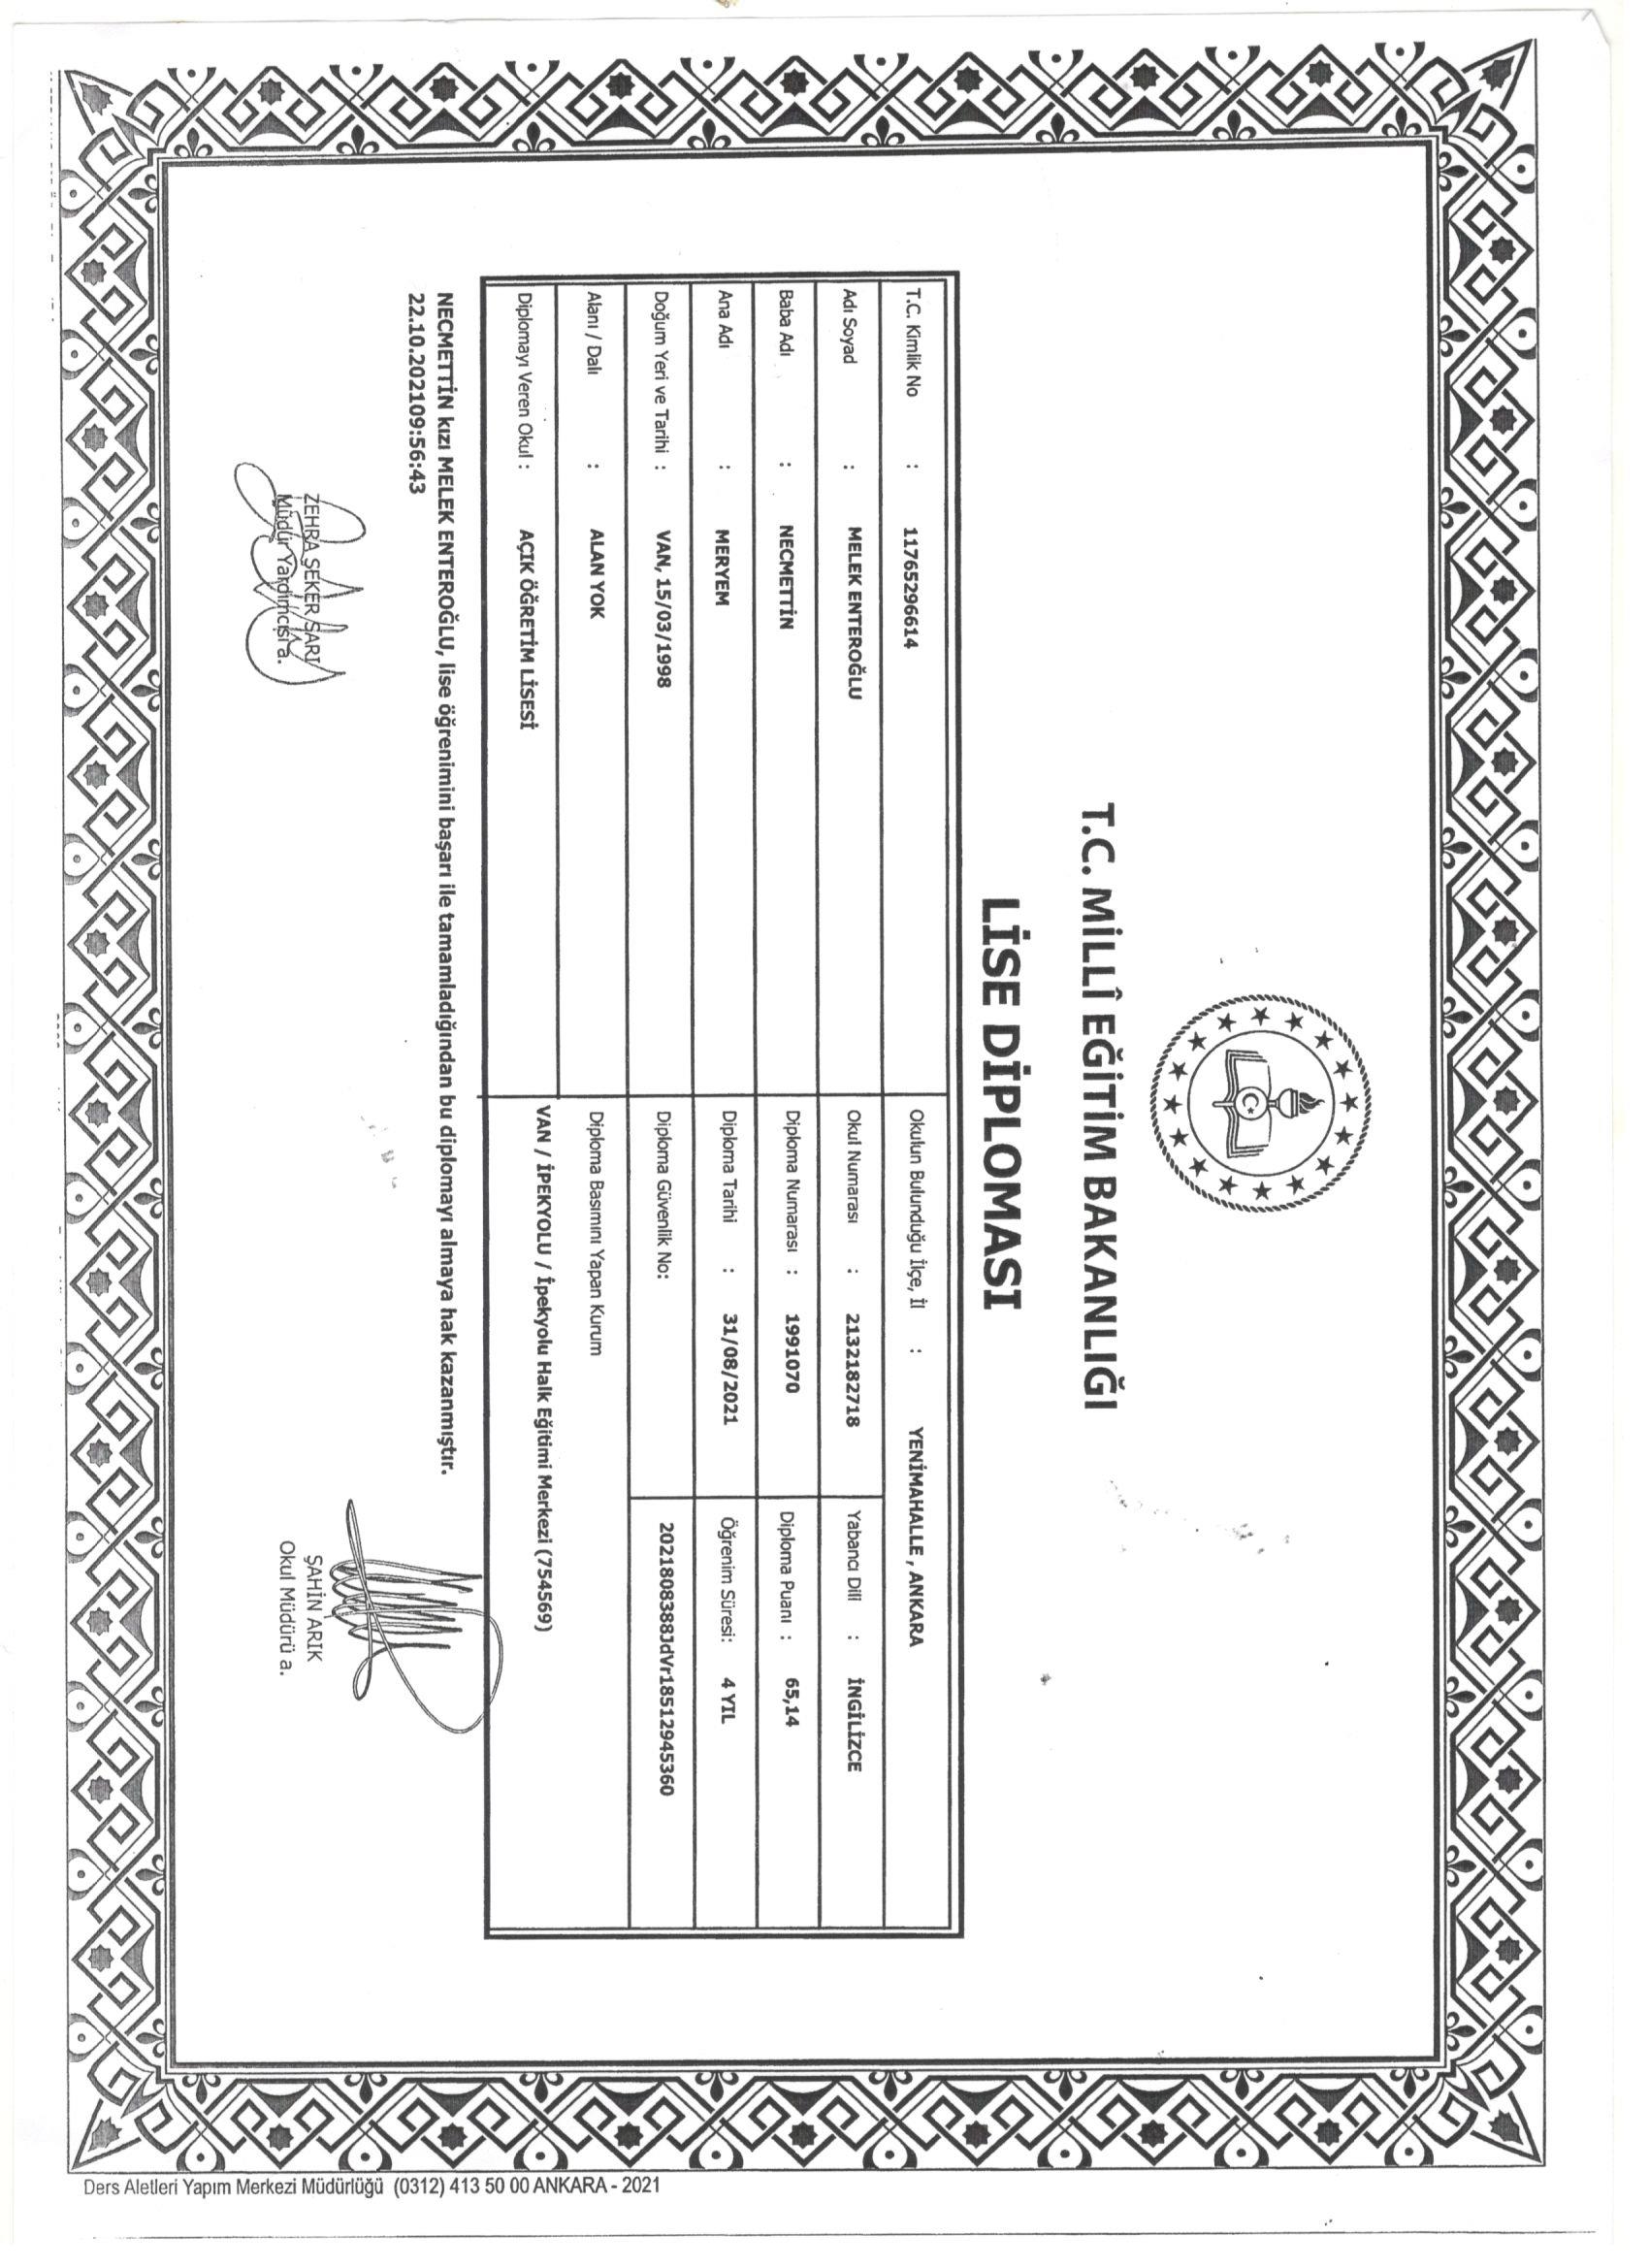 T.C. MİLLÎ EĞİTİM BAKANLIĞI
LİSE DİPLOMASI
T.C. Kimlik No : 11765296614 Okulun Bulunduğu İlçe, İl : YENİMAHALLE , ANKARA
Adı Soyad : MELEK ENTEROĞLU Okul Numarası : 2132182718 Yabancı Dili : İNGİLİZCE
Baba Adı : NECMETTİN Diploma Numarası : 1991070 Diploma Puanı : 65,14
Ana Adı : MERYEM Diploma Tarihi : 31/08/2021 Öğrenim Süresi: 4 YIL
Doğum Yeri ve Tarihi : VAN, 15/03/1998 Diploma Güvenlik No: 2021808388JdVr18512945360
Alanı / Dalı : ALAN YOK Diploma Basımını Yapan Kurum
Diplomayı Veren Okul : AÇIK ÖĞRETİM LİSESİ VAN / İPEKYOLU / İpekyolu Halk Eğitimi Merkezi (754569)
NECMETTİN kızı MELEK ENTEROĞLU, lise öğrenimini başarı ile tamamladığından bu diplomayı almaya hak kazanmıştır.
22.10.202109:56:43
ZEHRA ŞEKER SARI ŞAHİN ARIK
Müdür Yardımcısı a. Okul Müdürü a.
Ders Aletleri Yapım Merkezi Müdürlüğü (0312) 413 50 00 ANKARA - 2021